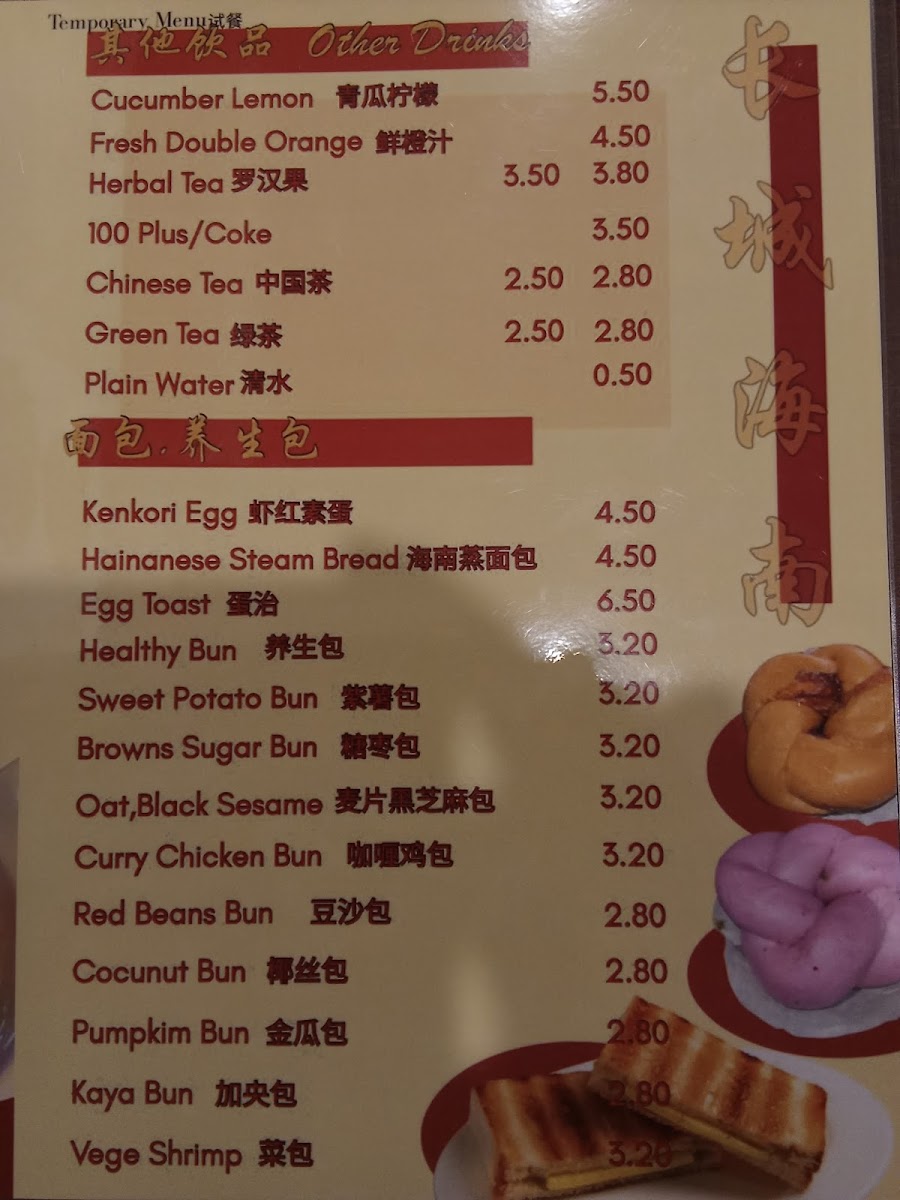 Temporary Menu试餐
其他饮品 Other Drinks
Cucumber Lemon 青瓜柠檬 5.50
Fresh Double Orange 鲜橙汁 4.50
Herbal Tea 罗汉果 3.50 3.80
100 Plus/Coke 3.50
Chinese Tea 中国茶 2.50 2.80
Green Tea 绿茶 2.50 2.80
Plain Water 清水 0.50
面包.养生包
Kenkori Egg 虾红素蛋 4.50
Hainanese Steam Bread 海南蒸面包 4.50
Egg Toast 蛋治 6.50
Healthy Bun 养生包 3.20
Sweet Potato Bun 紫薯包 3.20
Browns Sugar Bun 糖枣包 3.20
Oat,Black Sesame 麦片黑芝麻包 3.20
Curry Chicken Bun 咖喱鸡包 3.20
Red Beans Bun 豆沙包 2.80
Cocunut Bun 椰丝包 2.80
Pumpkim Bun 金瓜包 2.80
Kaya Bun 加央包 2.80
Vege Shrimp 菜包 3.20
长城海南